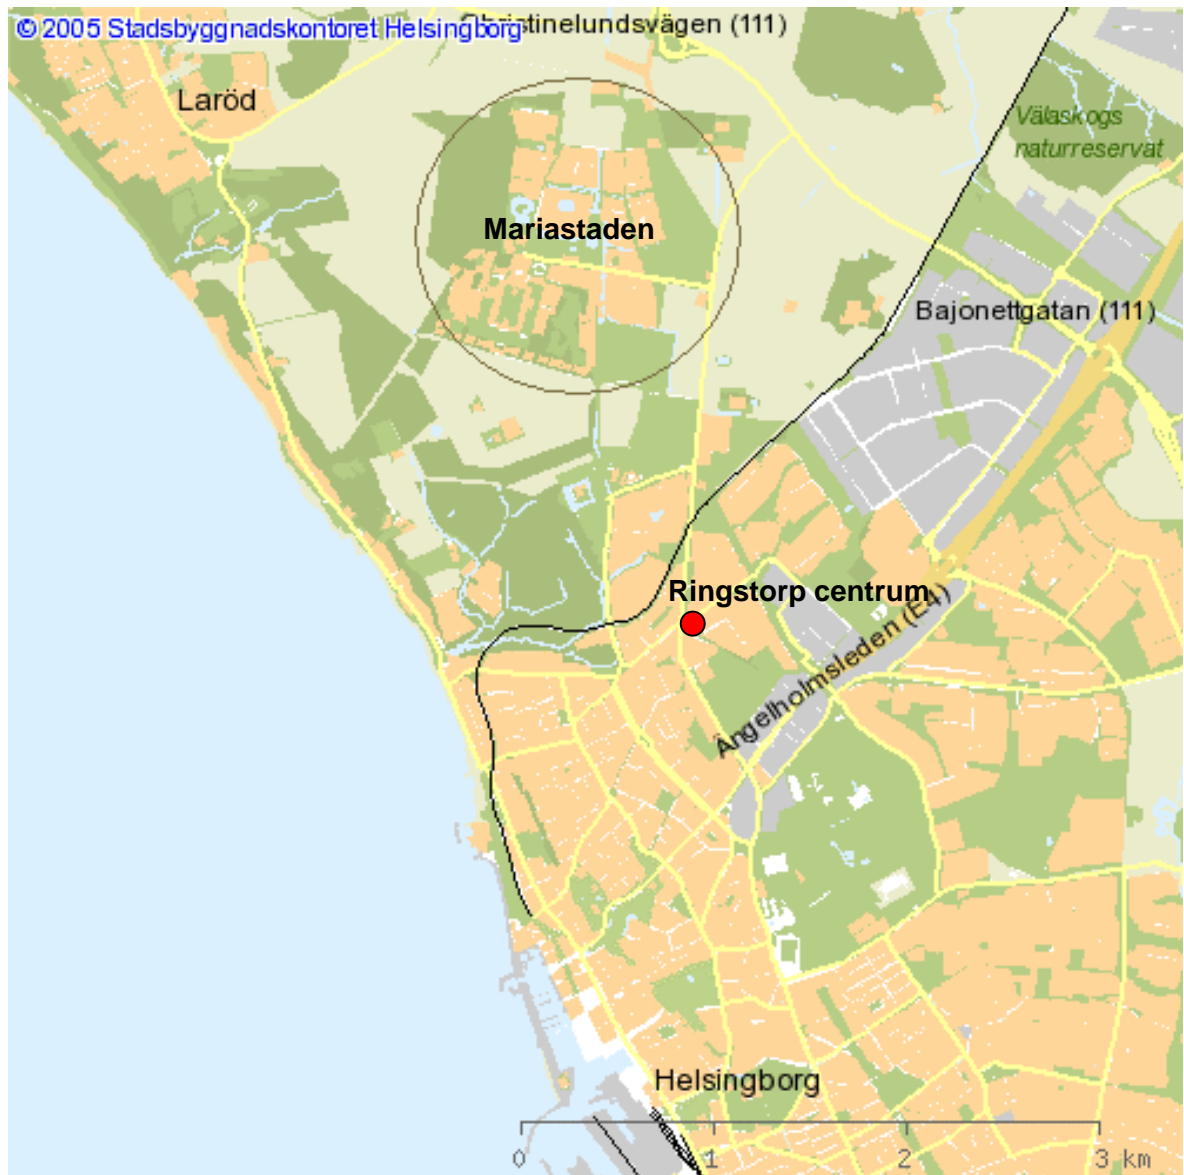 © 2005 Stadsbyggnadskontoret Helsingborg
stinelundsvägen (111)
Laröd
Välaskogs
naturreservat
Mariastaden
Bajonettgatan (111)
Ringstorp centrum
Ängelholmsleden (E4)
Helsingborg
0 1 2 3 km